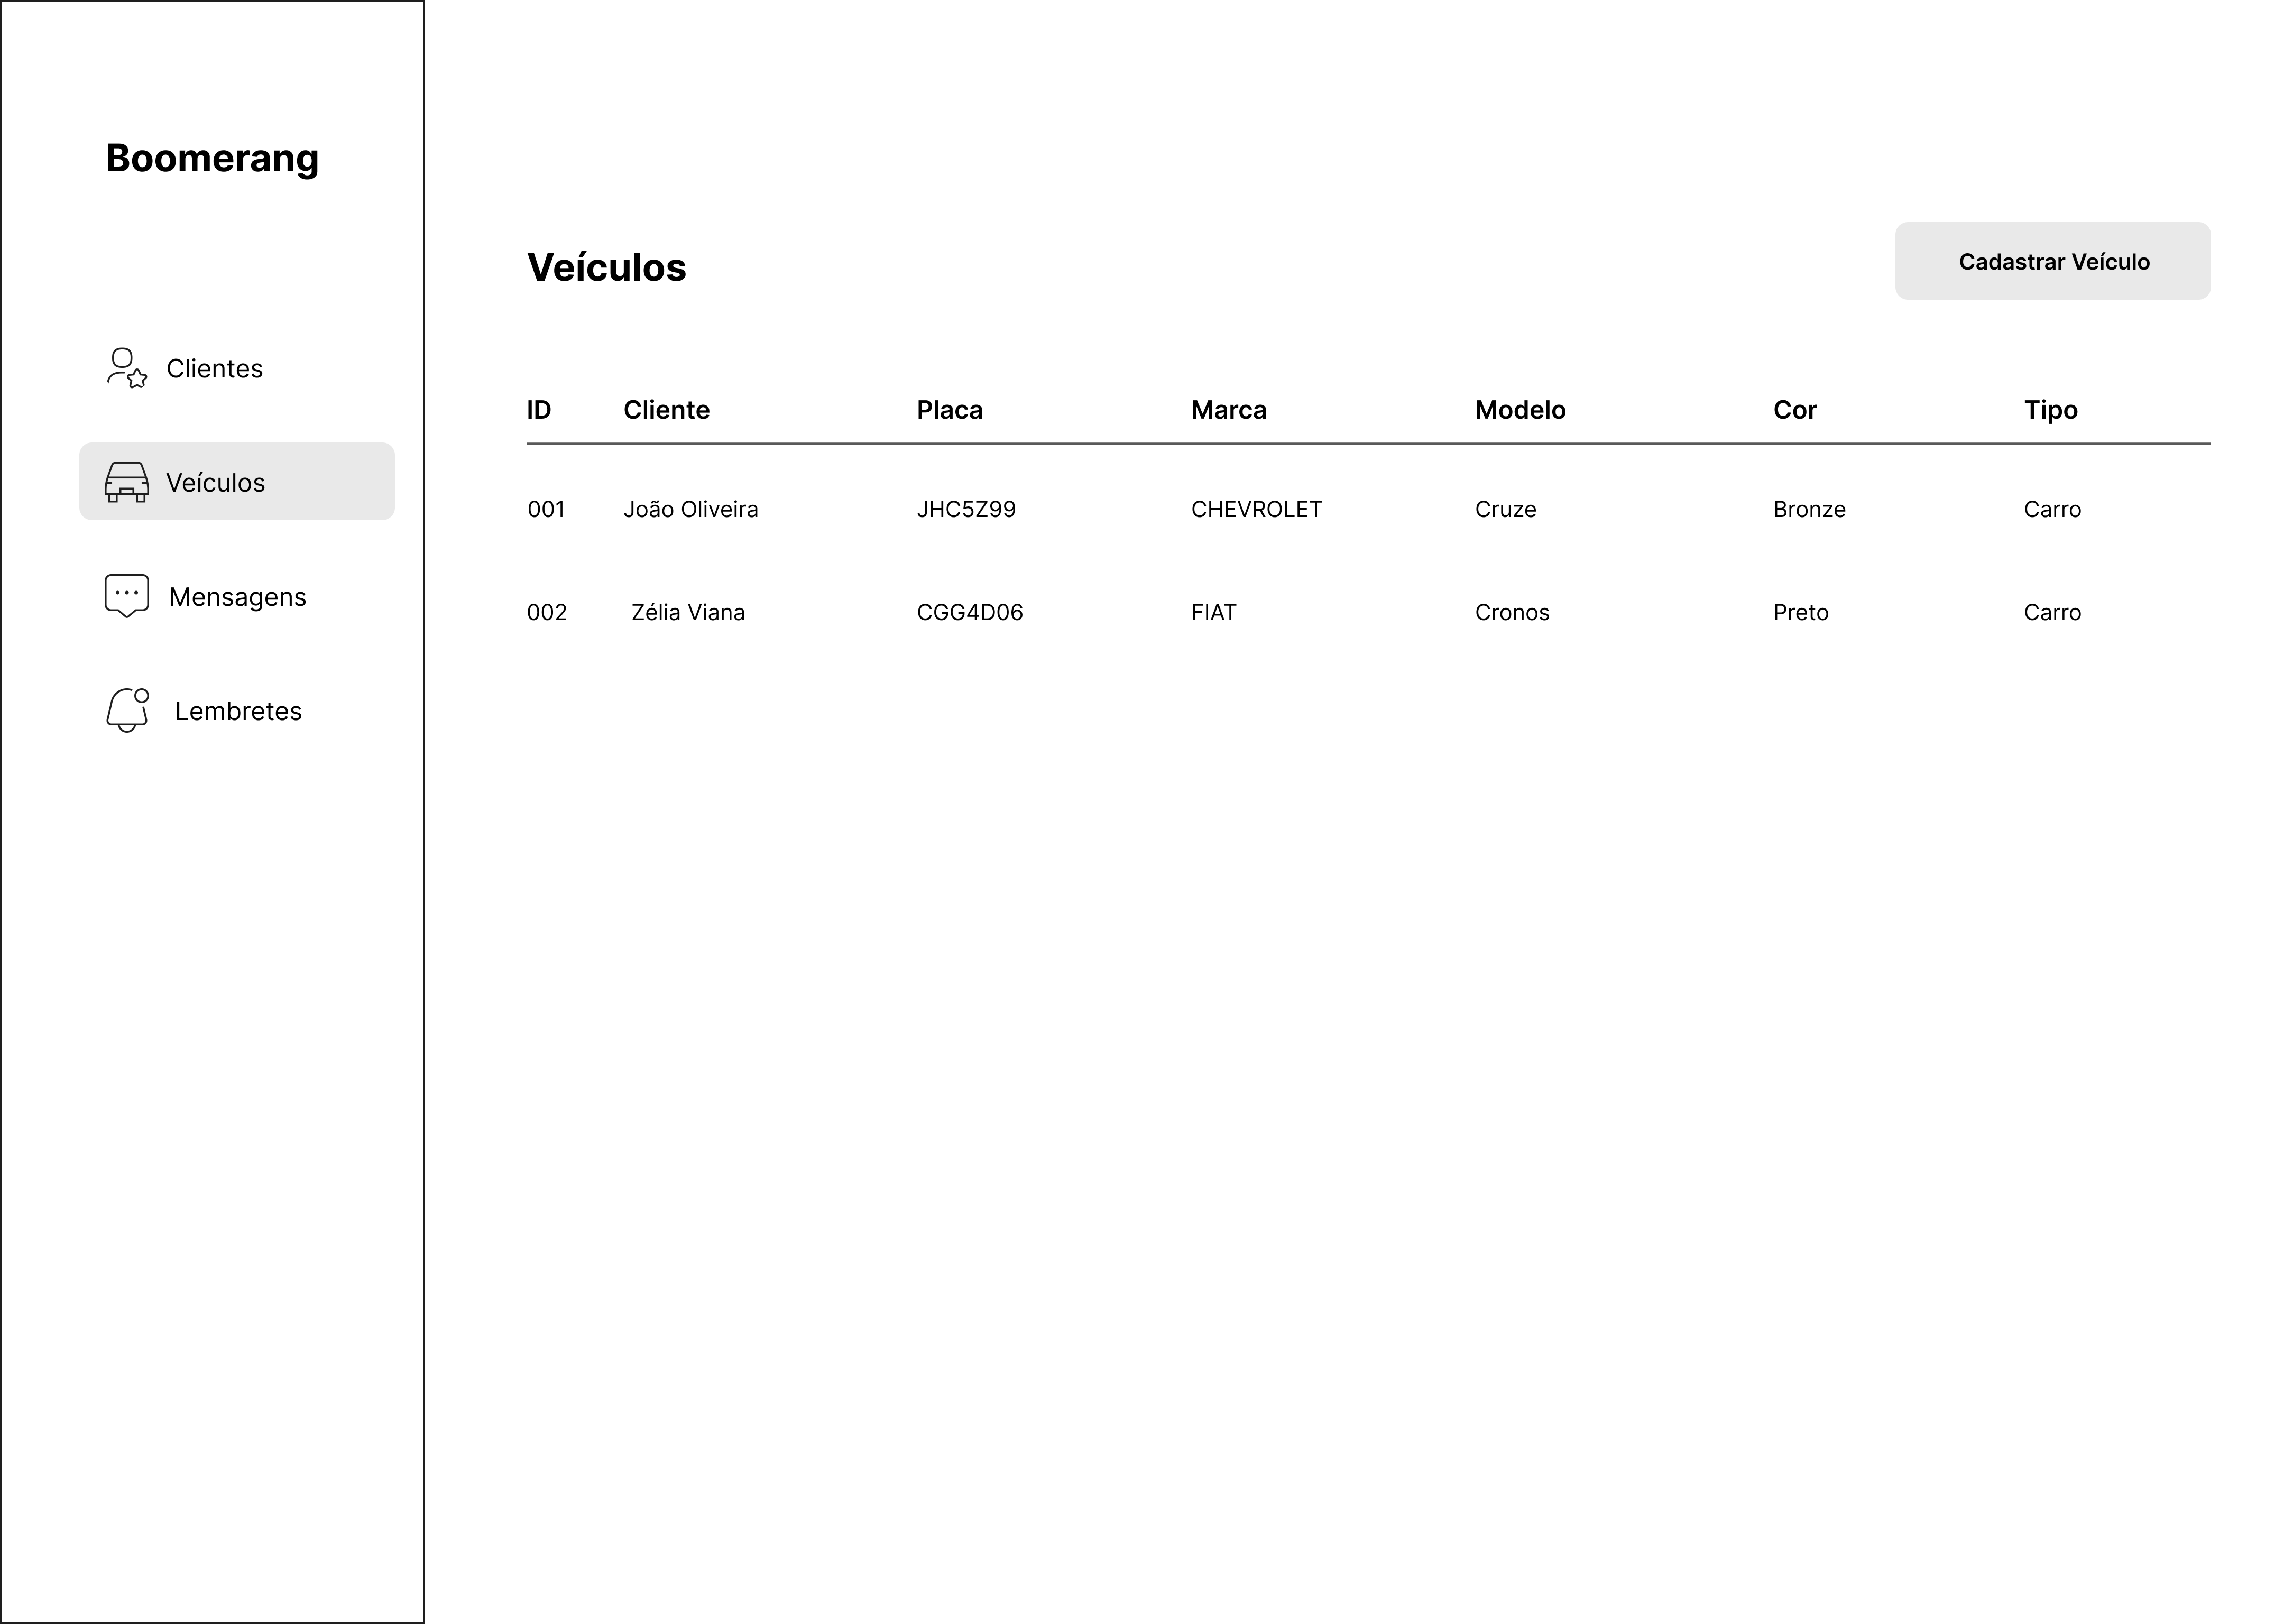 Boomerang
Clientes
Veículos
Mensagens
Lembretes
Veículos
Cadastrar Veículo
ID Cliente Placa Marca Modelo Cor Tipo
001 João Oliveira JHC5Z99 CHEVROLET Cruze Bronze Carro
002 Zélia Viana CGG4D06 FIAT Cronos Preto Carro